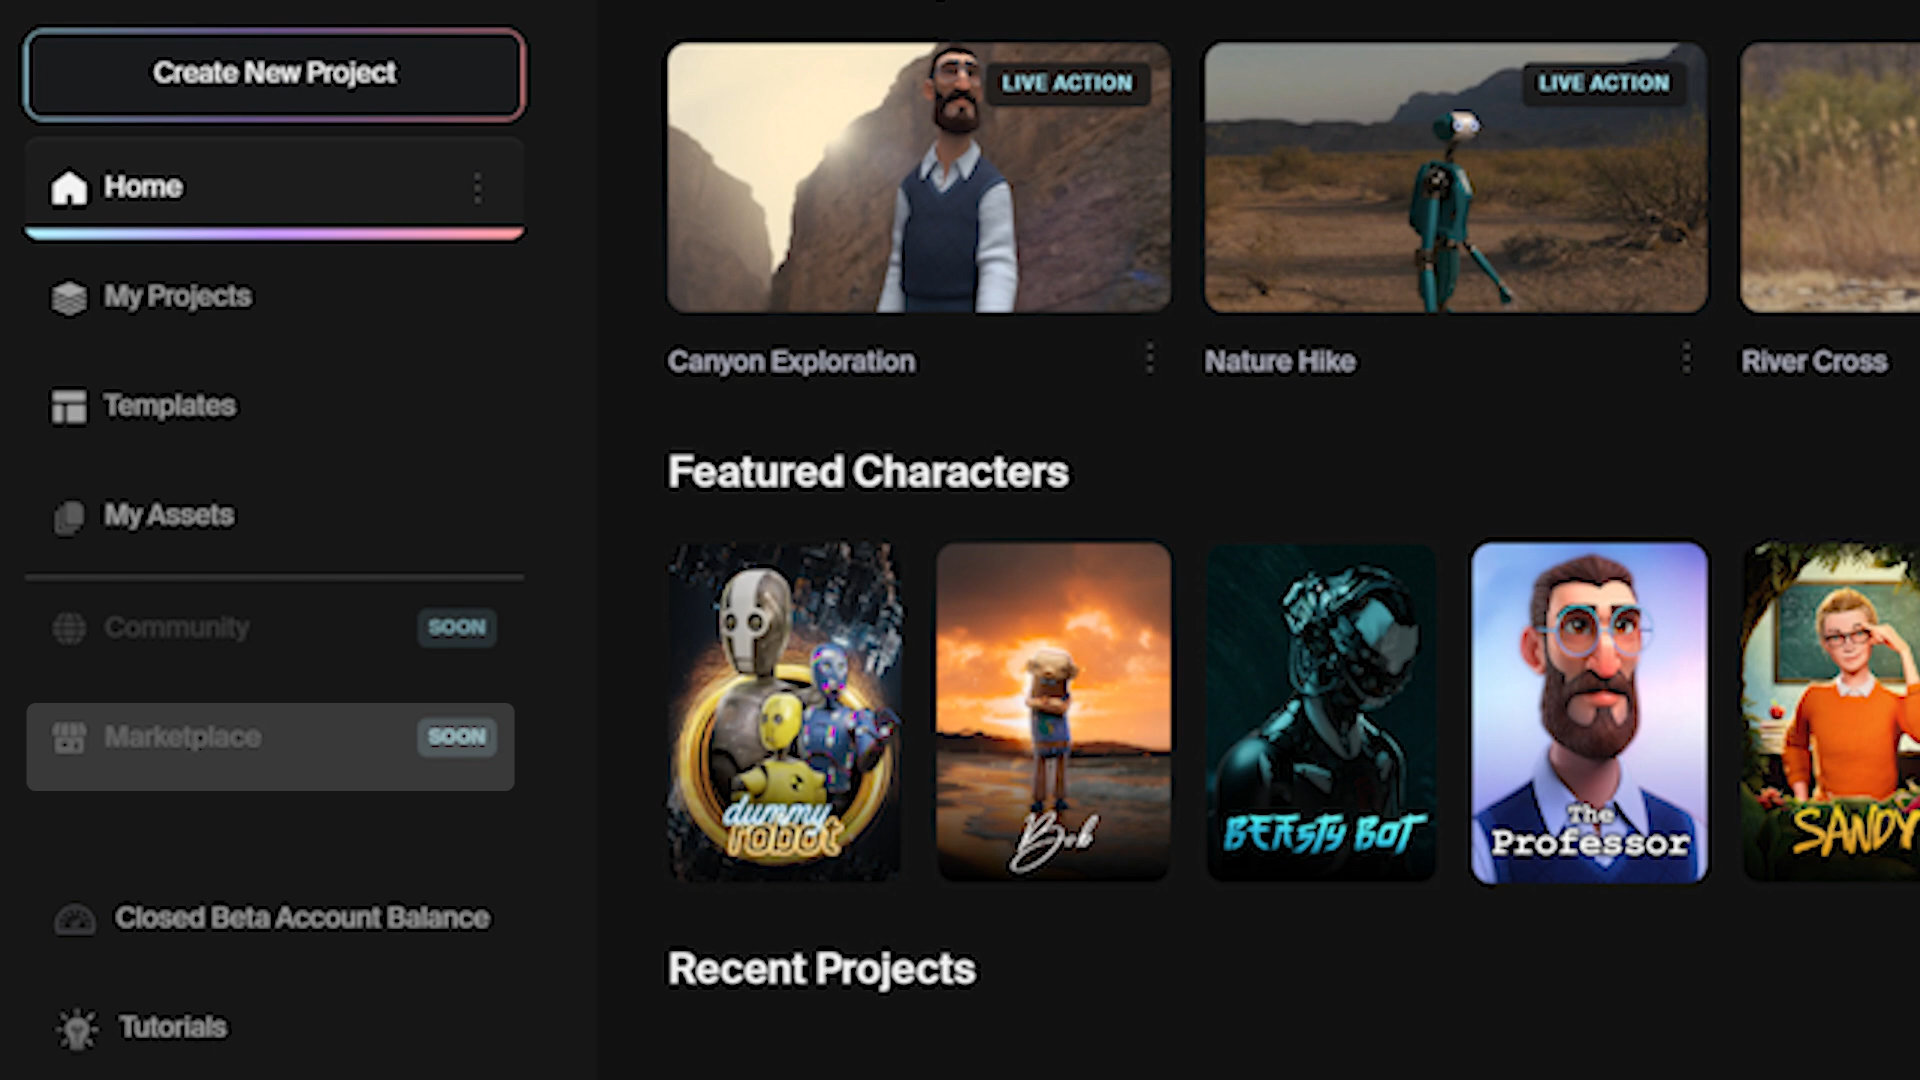 Create New Project
Home
My Projects
Templates
My Assets
Community SOON
Marketplace SOON
Closed Beta Account Balance
Tutorials
LIVE ACTION
LIVE ACTION
Canyon Exploration
Nature Hike
River Cross
Featured Characters
dummy
robot
Bob
BEASTY BOT
The
Professor
SANDY
Recent Projects